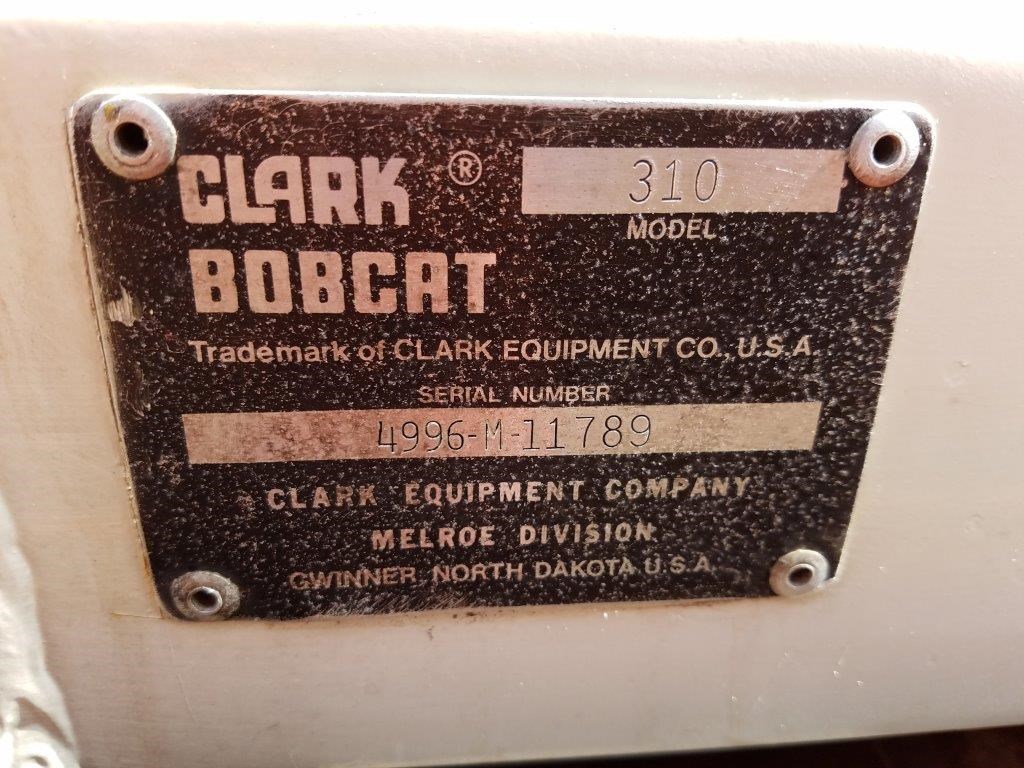 CLARK ® 310
MODEL
BOBCAT
Trademark of CLARK EQUIPMENT CO., U.S.A.
SERIAL NUMBER
4996-M-11789
CLARK EQUIPMENT COMPANY
MELROE DIVISION
GWINNER, NORTH DAKOTA U.S.A.